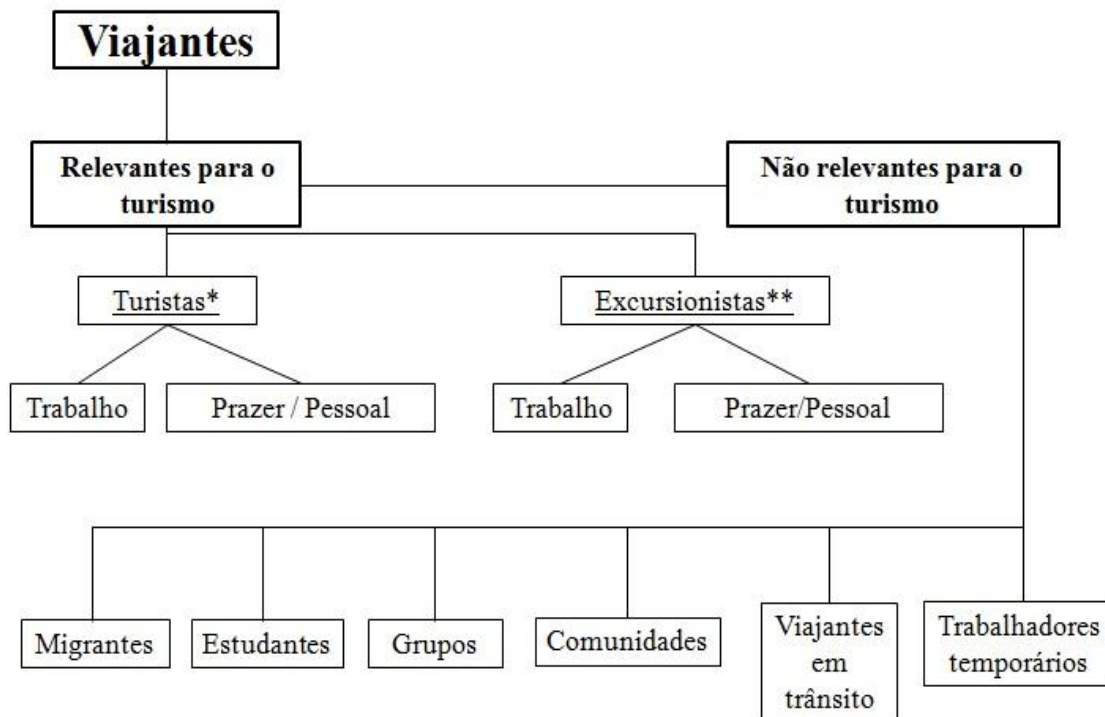 Viajantes
Relevantes para o
turismo
Não relevantes para o
turismo
Turistas*
Excursionistas**
Trabalho
Prazer / Pessoal
Trabalho
Prazer/Pessoal
Migrantes
Estudantes
Grupos
Comunidades
Viajantes
em
trânsito
Trabalhadores
temporários